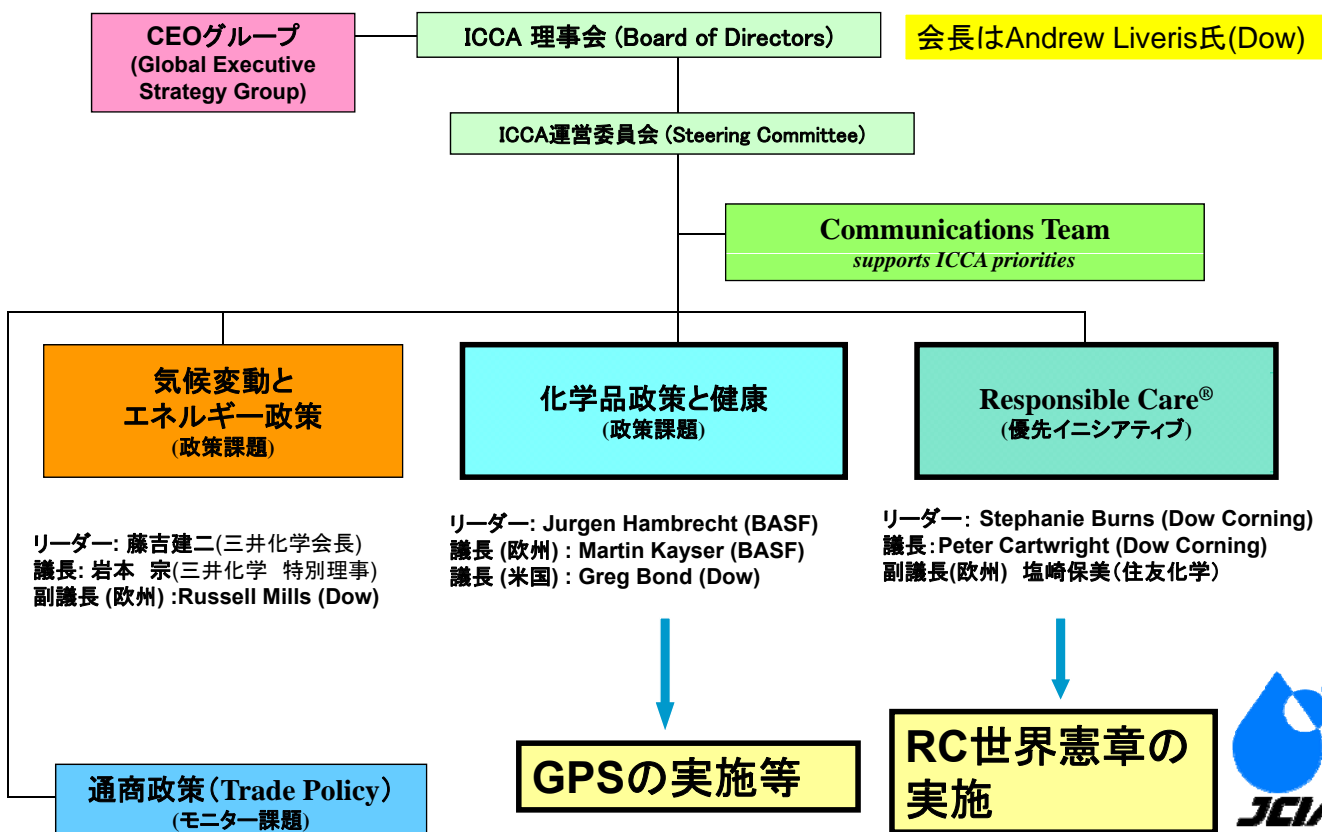 CEOグループ
(Global Executive
Strategy Group)
ICCA 理事会 (Board of Directors)
会長はAndrew Liveris氏(Dow)
ICCA運営委員会 (Steering Committee)
Communications Team
supports ICCA priorities
気候変動と
エネルギー政策
(政策課題)
化学品政策と健康
(政策課題)
Responsible Care®
(優先イニシアティブ)
リーダー: 藤吉建二(三井化学会長)
議長: 岩本 宗(三井化学 特別理事)
副議長 (欧州) :Russell Mills (Dow)
リーダー: Jurgen Hambrecht (BASF)
議長 (欧州) : Martin Kayser (BASF)
議長 (米国) : Greg Bond (Dow)
リーダー: Stephanie Burns (Dow Corning)
議長:Peter Cartwright (Dow Corning)
副議長(欧州) 塩崎保美(住友化学)
GPSの実施等
RC世界憲章の
実施
通商政策(Trade Policy)
(モニター課題)